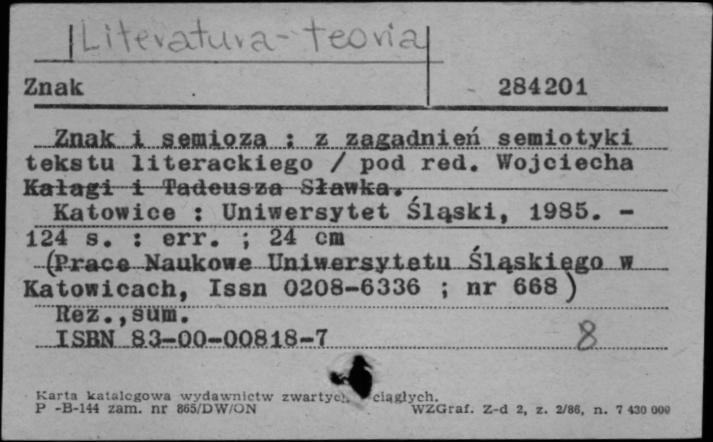 Literatura-teoria
Znak 284201
Znak i semioza : z zagadnień semiotyki
tekstu literackiego / pod red. Wojciecha
Kalagi i Tadeusza Sławka.
Katowice : Uniwersytet Śląski, 1985. -
124 s. : err. ; 24 cm
(Prace Naukowe Uniwersytetu Śląskiego w
Katowicach, Issn 0208-6336 ; nr 668)
Rez.,sum.
ISBN 83-00-00818-7 8
Karta katalogowa wydawnictw zwartych ciągłych.
P -B-144 zam. nr 865/DW/ON WZGraf. Z-d 2, z. 2/86, n. 7 430 000